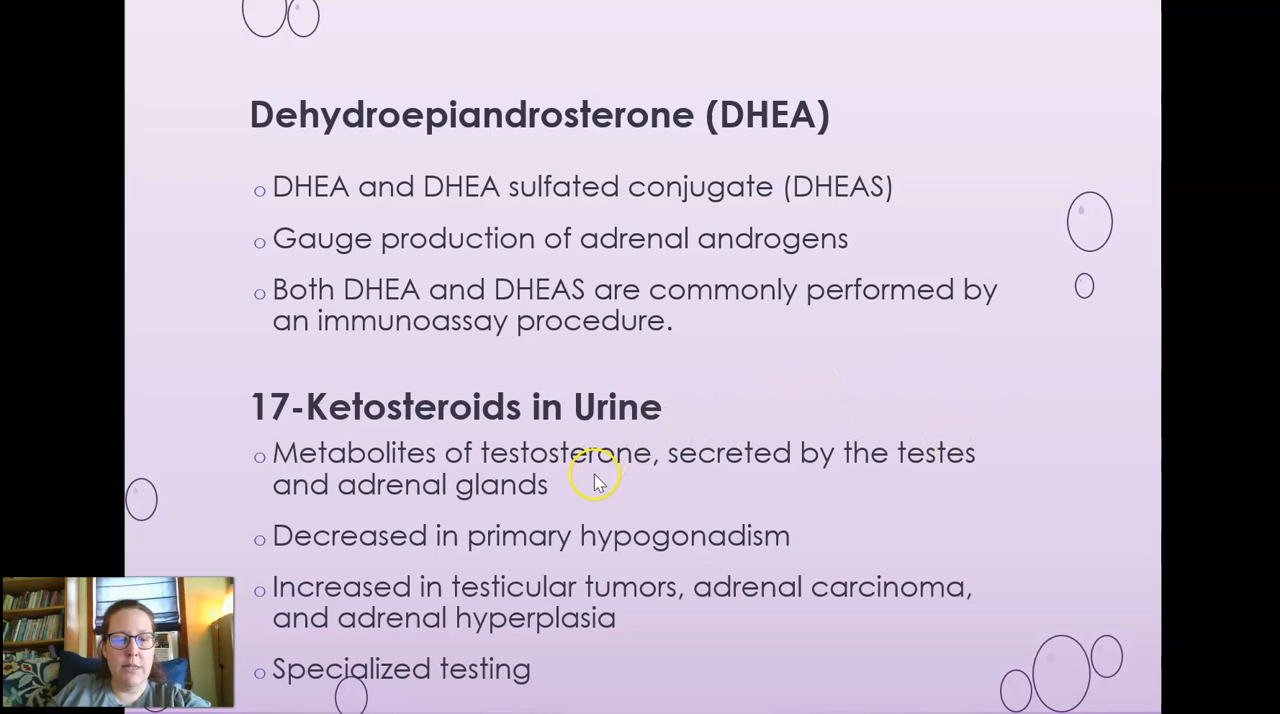 Dehydroepiandrosterone (DHEA)
DHEA and DHEA sulfated conjugate (DHEAS)
Gauge production of adrenal androgens
Both DHEA and DHEAS are commonly performed by
an immunoassay procedure.
17-Ketosteroids in Urine
Metabolites of testosterone, secreted by the testes
and adrenal glands
Decreased in primary hypogonadism
Increased in testicular tumors, adrenal carcinoma,
and adrenal hyperplasia
Specialized testing